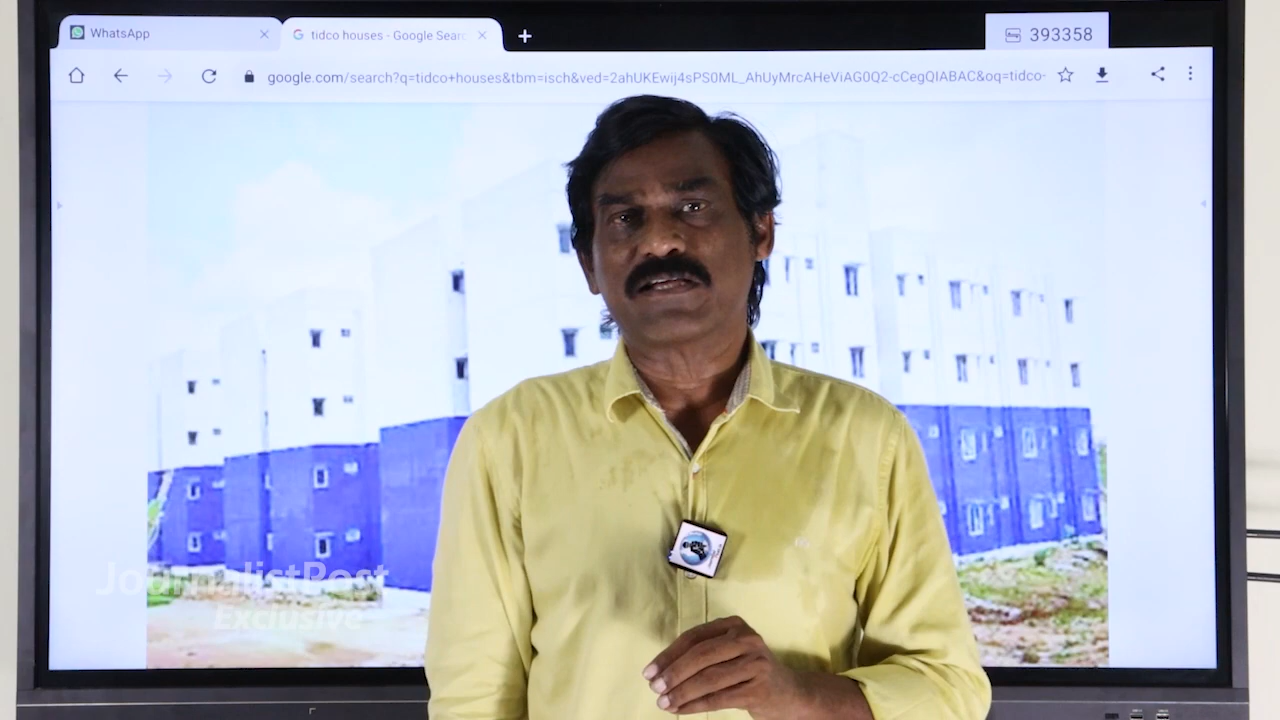 WhatsApp
tidco houses - Google Sear
393358
google.com/search?q=tidco+houses&tbm=isch&ved=2ahUKEwij4sPS0ML_AhUyMrcAHeViAG0Q2-cCegQIABAC&oq=tidco-
JournalistPost
Exclusive